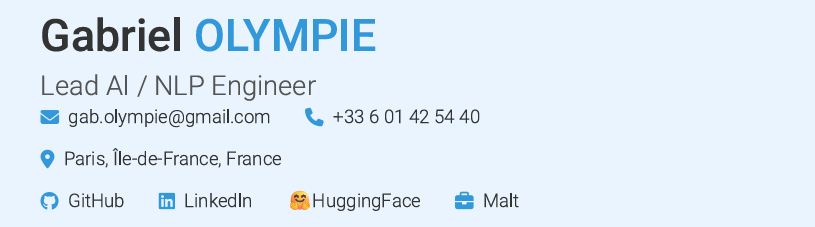 Gabriel OLYMPIE
Lead AI / NLP Engineer
gab.olympie@gmail.com +33 6 01 42 54 40
Paris, Île-de-France, France
GitHub LinkedIn 🤗HuggingFace Malt